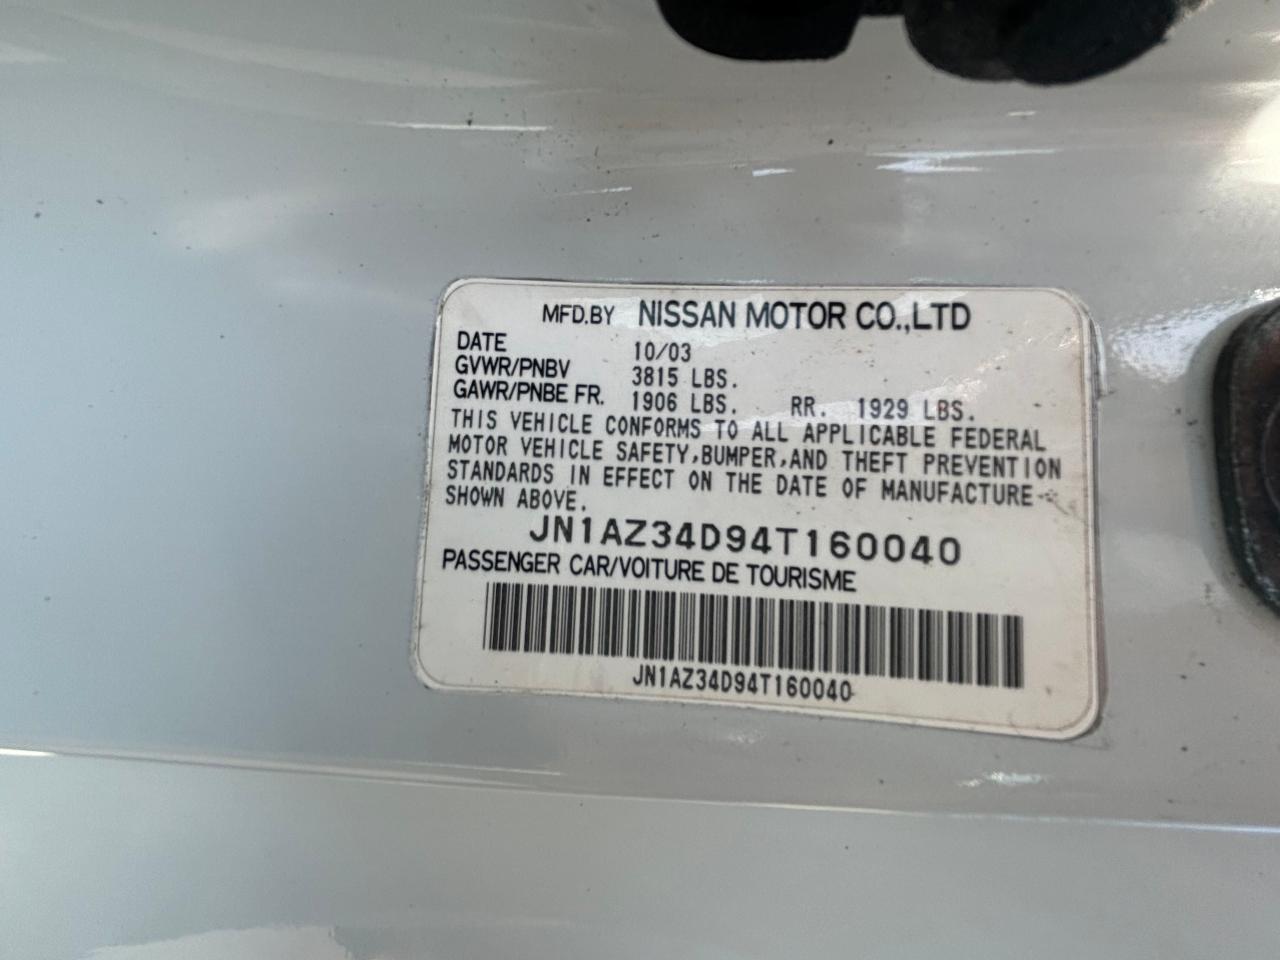 MFD.BY NISSAN MOTOR CO.,LTD
DATE 10/03
GVWR/PNBV 3815 LBS.
GAWR/PNBE FR. 1906 LBS. RR. 1929 LBS.
THIS VEHICLE CONFORMS TO ALL APPLICABLE FEDERAL
MOTOR VEHICLE SAFETY,BUMPER,AND THEFT PREVENTION
STANDARDS IN EFFECT ON THE DATE OF MANUFACTURE
SHOWN ABOVE.
JN1AZ34D94T160040
PASSENGER CAR/VOITURE DE TOURISME
JN1AZ34D94T160040